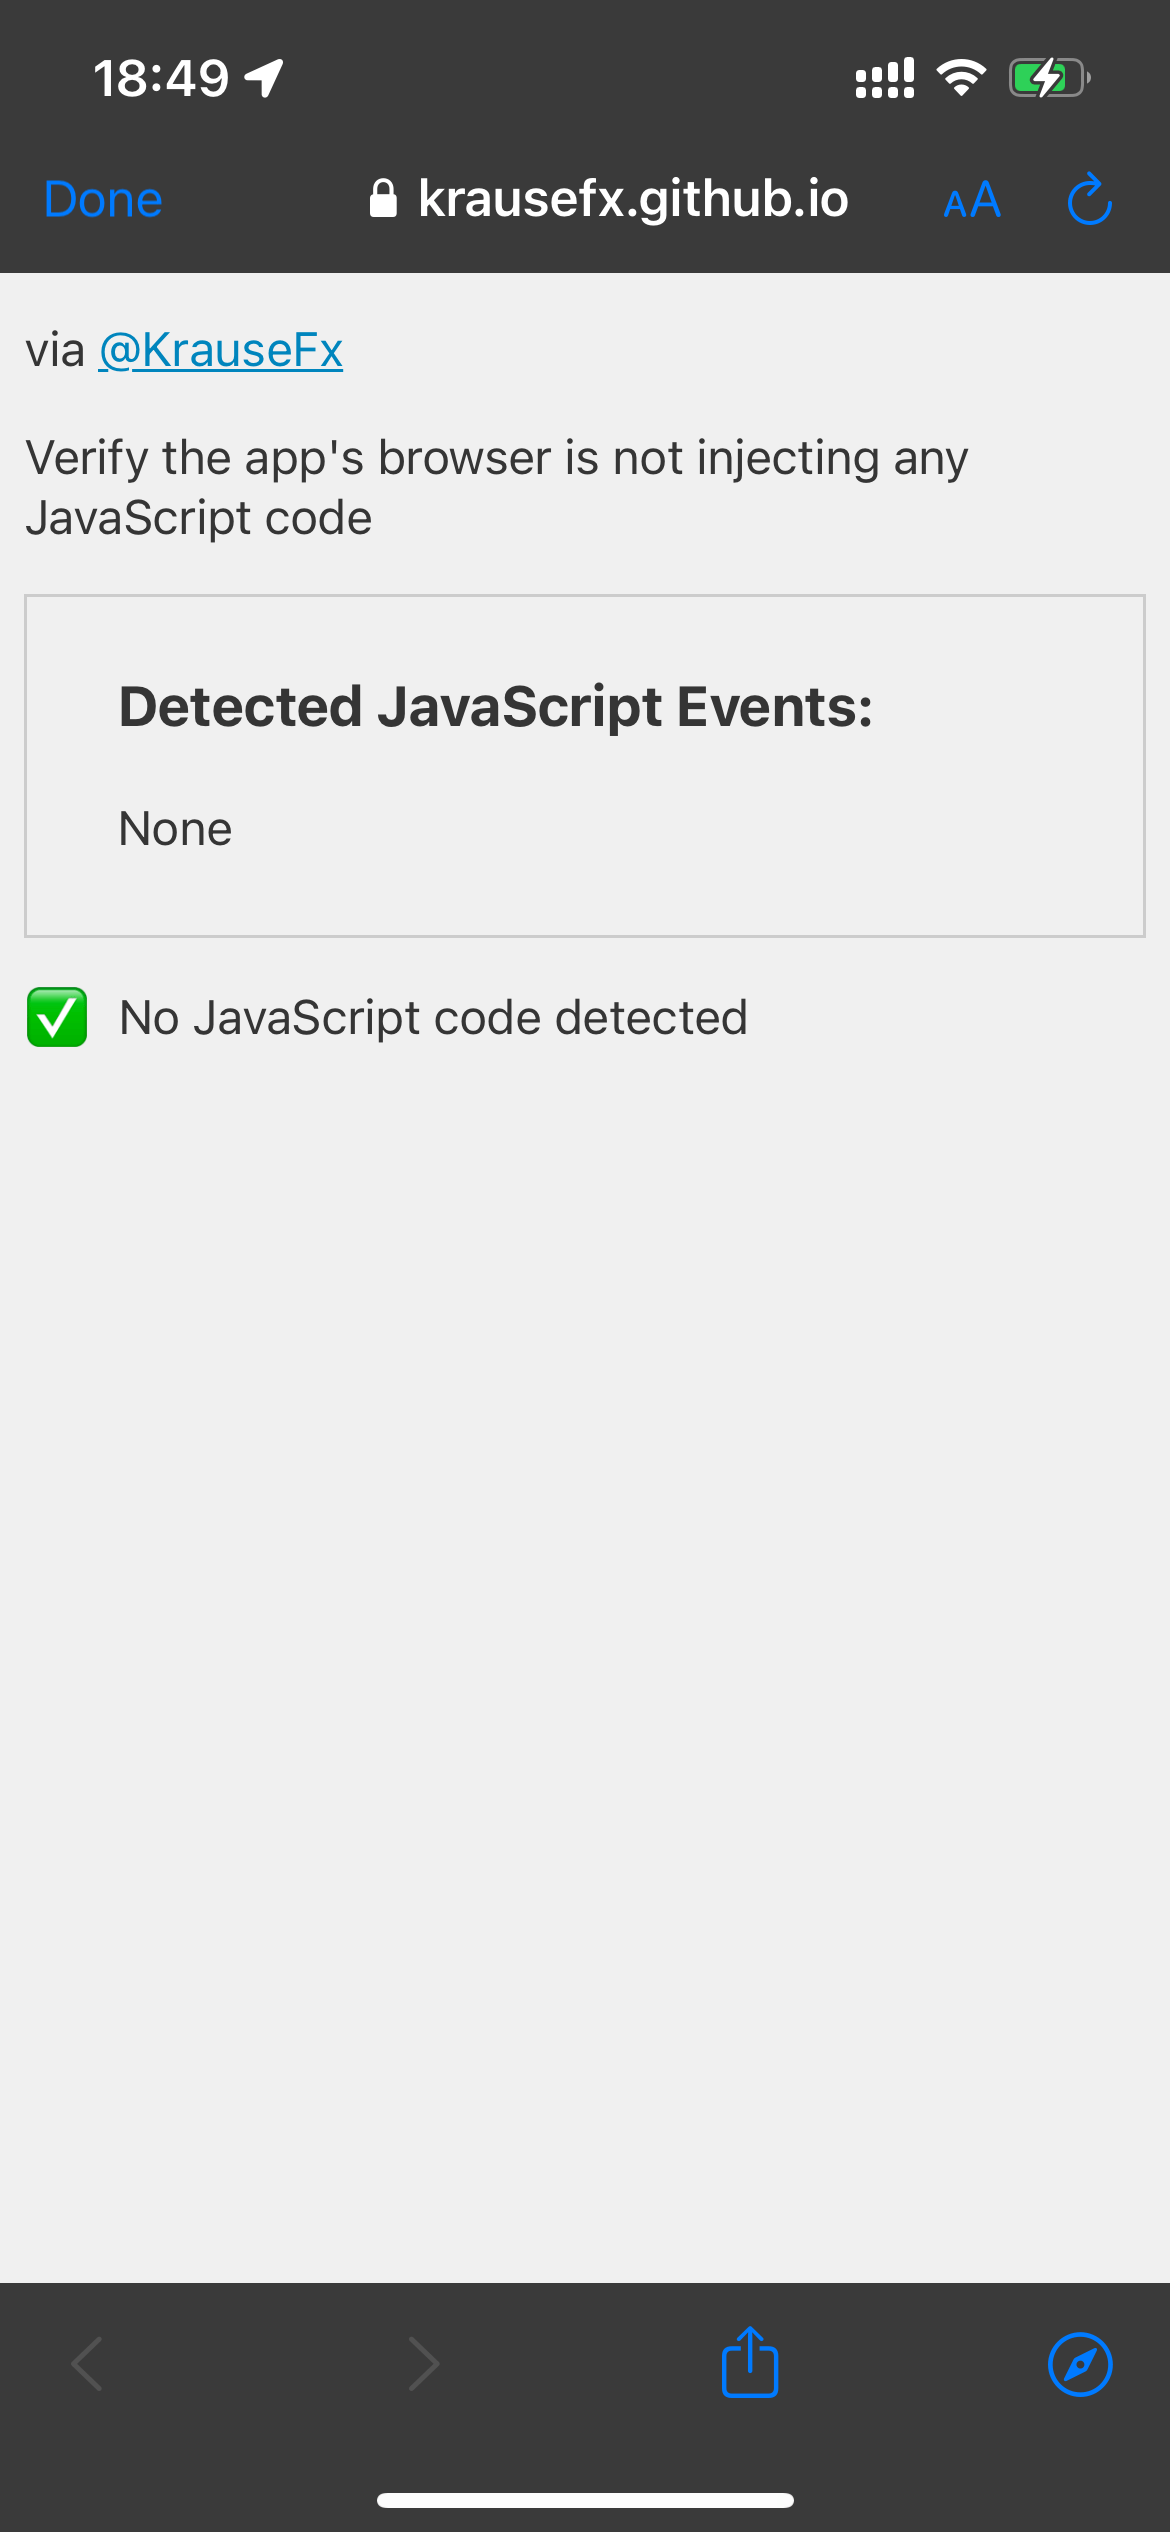 18:49
Done
krausefx.github.io
AA
via @KrauseFx
Verify the app's browser is not injecting any
JavaScript code
Detected JavaScript Events:
None
✅ No JavaScript code detected